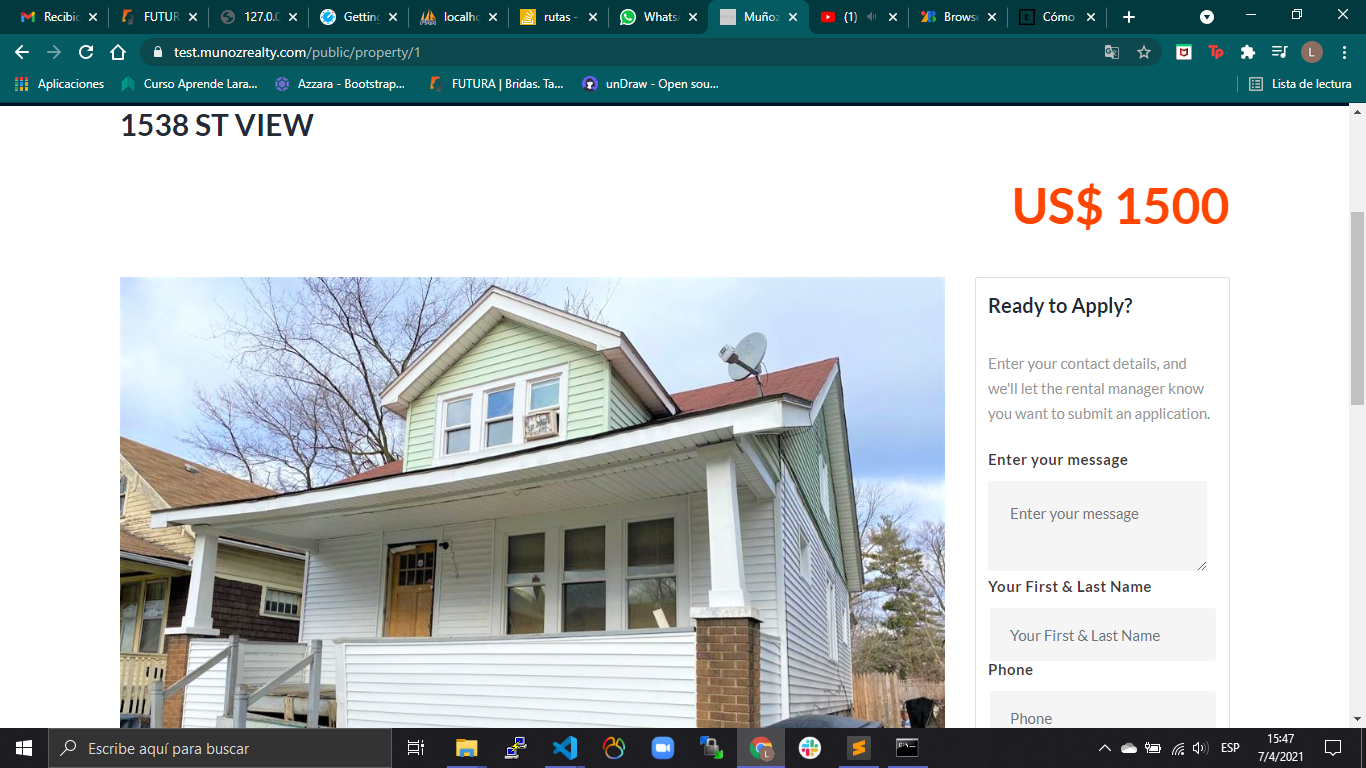 Recibic
FUTUR
127.0.0
Getting
localho
rutas -
Whats
Muñoz
(1)
Browse
Cómo
test.munozrealty.com/public/property/1
Aplicaciones
Curso Aprende Lara...
Azzara - Bootstrap...
FUTURA | Bridas. Ta...
unDraw - Open sou...
Lista de lectura
1538 ST VIEW
US$ 1500
Ready to Apply?
Enter your contact details, and
we'll let the rental manager know
you want to submit an application.
Enter your message
Enter your message
Your First & Last Name
Your First & Last Name
Phone
Phone
Escribe aquí para buscar
ESP
15:47
7/4/2021